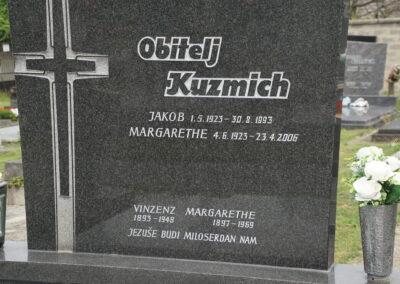 Obitelj
Kuzmich
JAKOB 1.5.1923 - 30.8.1993
MARGARETHE 4.6.1923 - 23.4.2006
VINZENZ MARGARETHE
1893-1948 1897-1969
JEZUŠE BUDI MILOSERDAN NAM